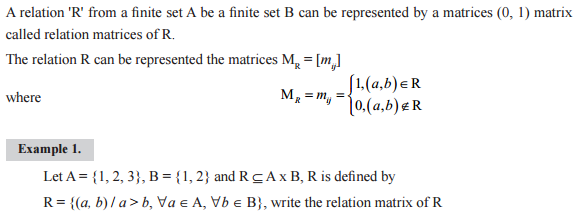 A relation 'R' from a finite set A be a finite set B can be represented by a matrices (0, 1) matrix
called relation matrices of R.
The relation R can be represented the matrices M_R = [m_ij]
where M_R = m_ij = {1,(a,b) ∈ R
0,(a,b) ∉ R
Example 1.
Let A = {1, 2, 3}, B = {1, 2} and R ⊆ A x B, R is defined by
R = {(a, b) / a > b, ∀a ∈ A, ∀b ∈ B}, write the relation matrix of R